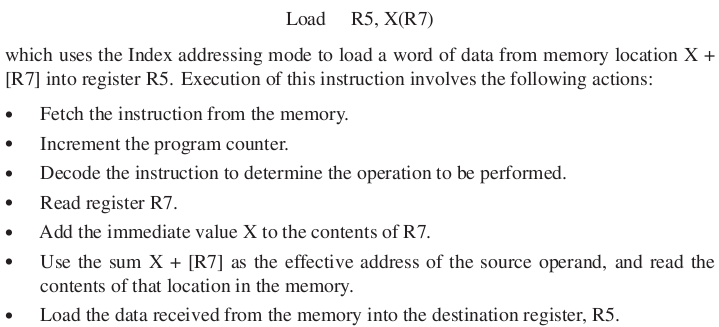 Load R5, X(R7)
which uses the Index addressing mode to load a word of data from memory location X +
[R7] into register R5. Execution of this instruction involves the following actions:
• Fetch the instruction from the memory.
• Increment the program counter.
• Decode the instruction to determine the operation to be performed.
• Read register R7.
• Add the immediate value X to the contents of R7.
• Use the sum X + [R7] as the effective address of the source operand, and read the
contents of that location in the memory.
• Load the data received from the memory into the destination register, R5.